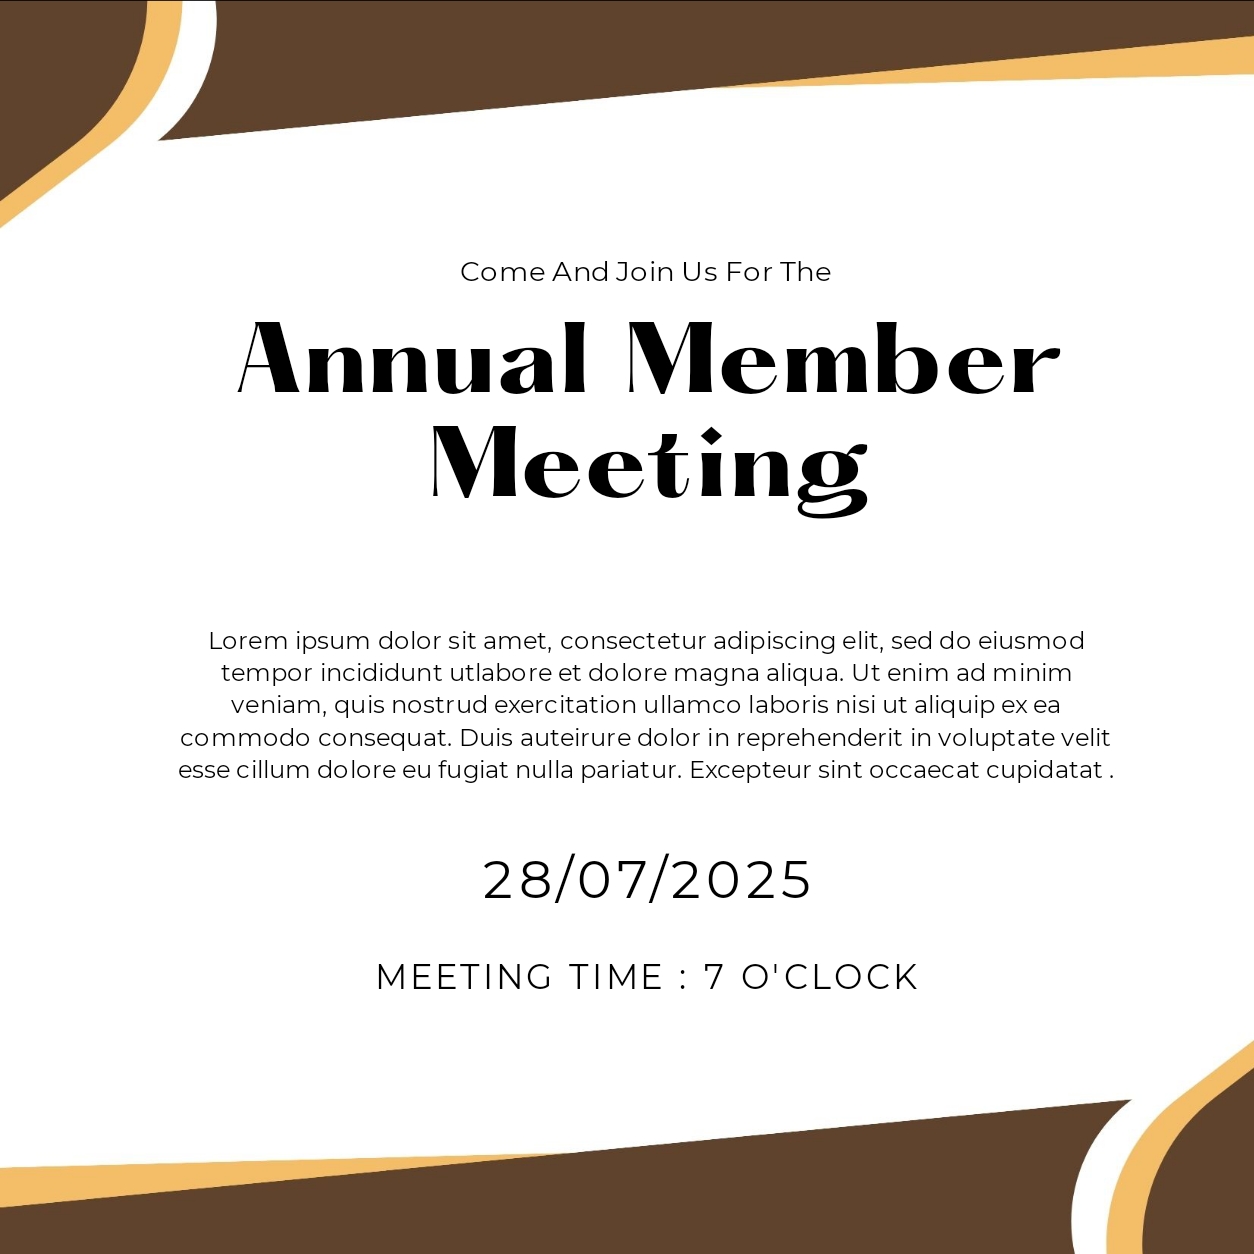 Come And Join Us For The
Annual Member
Meeting
Lorem ipsum dolor sit amet, consectetur adipiscing elit, sed do eiusmod
tempor incididunt utlabore et dolore magna aliqua. Ut enim ad minim
veniam, quis nostrud exercitation ullamco laboris nisi ut aliquip ex ea
commodo consequat. Duis auteirure dolor in reprehenderit in voluptate velit
esse cillum dolore eu fugiat nulla pariatur. Excepteur sint occaecat cupidatat .
28/07/2025
MEETING TIME : 7 O'CLOCK